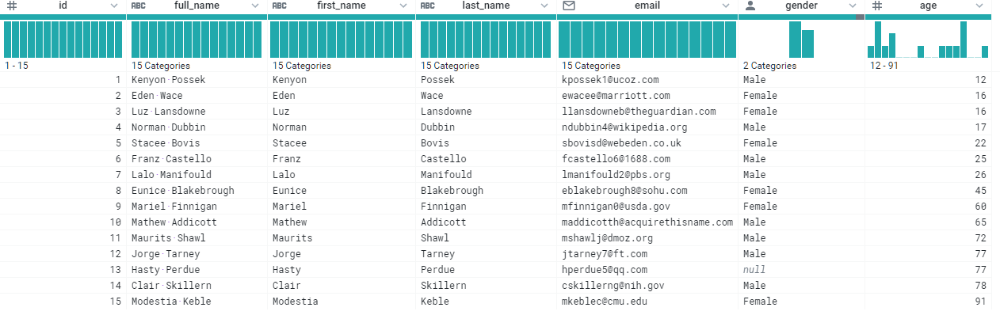 # id ABC full_name ABC first_name ABC last_name email gender # age
1 - 15 15 Categories 15 Categories 15 Categories 15 Categories 2 Categories 12 - 91
1 Kenyon·Possek Kenyon Possek kpossek1@ucoz.com Male 12
2 Eden·Wace Eden Wace ewacee@marriott.com Female 16
3 Luz·Lansdowne Luz Lansdowne llansdowneb@theguardian.com Female 16
4 Norman·Dubbin Norman Dubbin ndubbin4@wikipedia.org Male 17
5 Stacee·Bovis Stacee Bovis sbovisd@webeden.co.uk Female 22
6 Franz·Castello Franz Castello fcastello6@1688.com Male 25
7 Lalo·Manifould Lalo Manifould lmanifould2@pbs.org Male 26
8 Eunice·Blakebrough Eunice Blakebrough eblakebrough8@sohu.com Female 45
9 Mariel·Finnigan Mariel Finnigan mfinnigan0@usda.gov Female 60
10 Mathew·Addicott Mathew Addicott maddicotth@acquirethisname.com Male 65
11 Maurits·Shawl Maurits Shawl mshawlj@dmoz.org Male 72
12 Jorge·Tarney Jorge Tarney jtarney7@ft.com Male 77
13 Hasty·Perdue Hasty Perdue hperdue5@qq.com null 77
14 Clair·Skillern Clair Skillern cskillerng@nih.gov Male 78
15 Modestia·Keble Modestia Keble mkeblec@cmu.edu Female 91